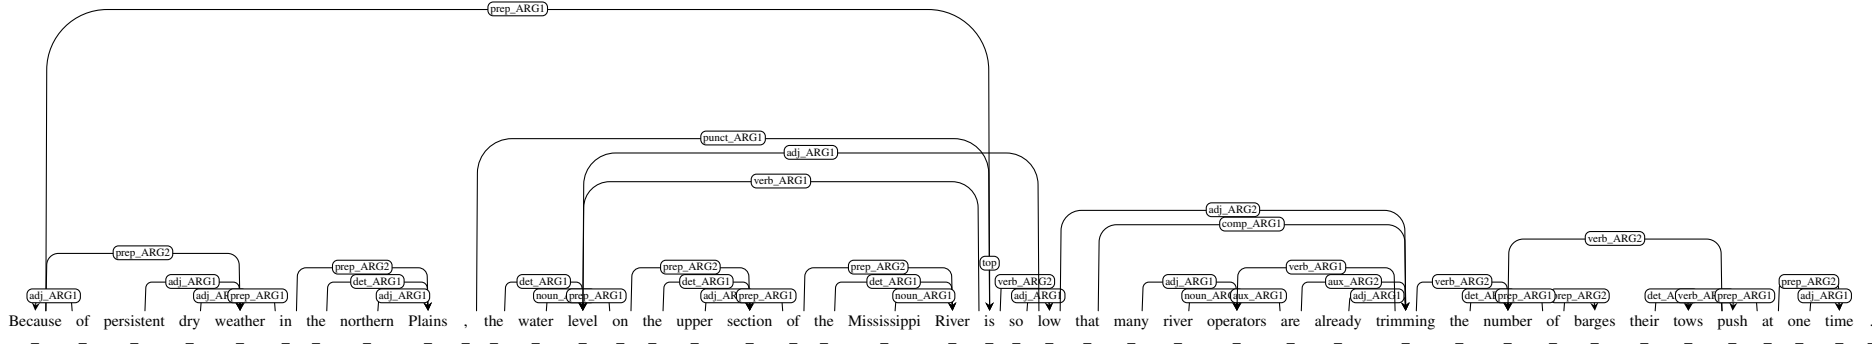 prep_ARG1
punct_ARG1
adj_ARG1
verb_ARG1
adj_ARG2
comp_ARG1
verb_ARG2
prep_ARG2 top
prep_ARG2 prep_ARG2 prep_ARG2 verb_ARG1
adj_ARG1 det_ARG1 det_ARG1 det_ARG1 det_ARG1 verb_ARG2 adj_ARG1 aux_ARG2 verb_ARG2 prep_ARG2
adj_ARG1 prep_ARG1 adj_ARG1 prep_ARG1 prep_ARG1 noun_ARG1 adj_ARG1 aux_ARG1 adj_ARG1 prep_ARG1 prep_ARG2 prep_ARG1 adj_ARG1
Because of persistent dry weather in the northern Plains , the water level on the upper section of the Mississippi River is so low that many river operators are already trimming the number of barges their tows push at one time .
_ _ _ _ _ _ _ _ _ _ _ _ _ _ _ _ _ _ _ _ _ _ _ _ _ _ _ _ _ _ _ _ _ _ _ _ _ _ _ _ _ _